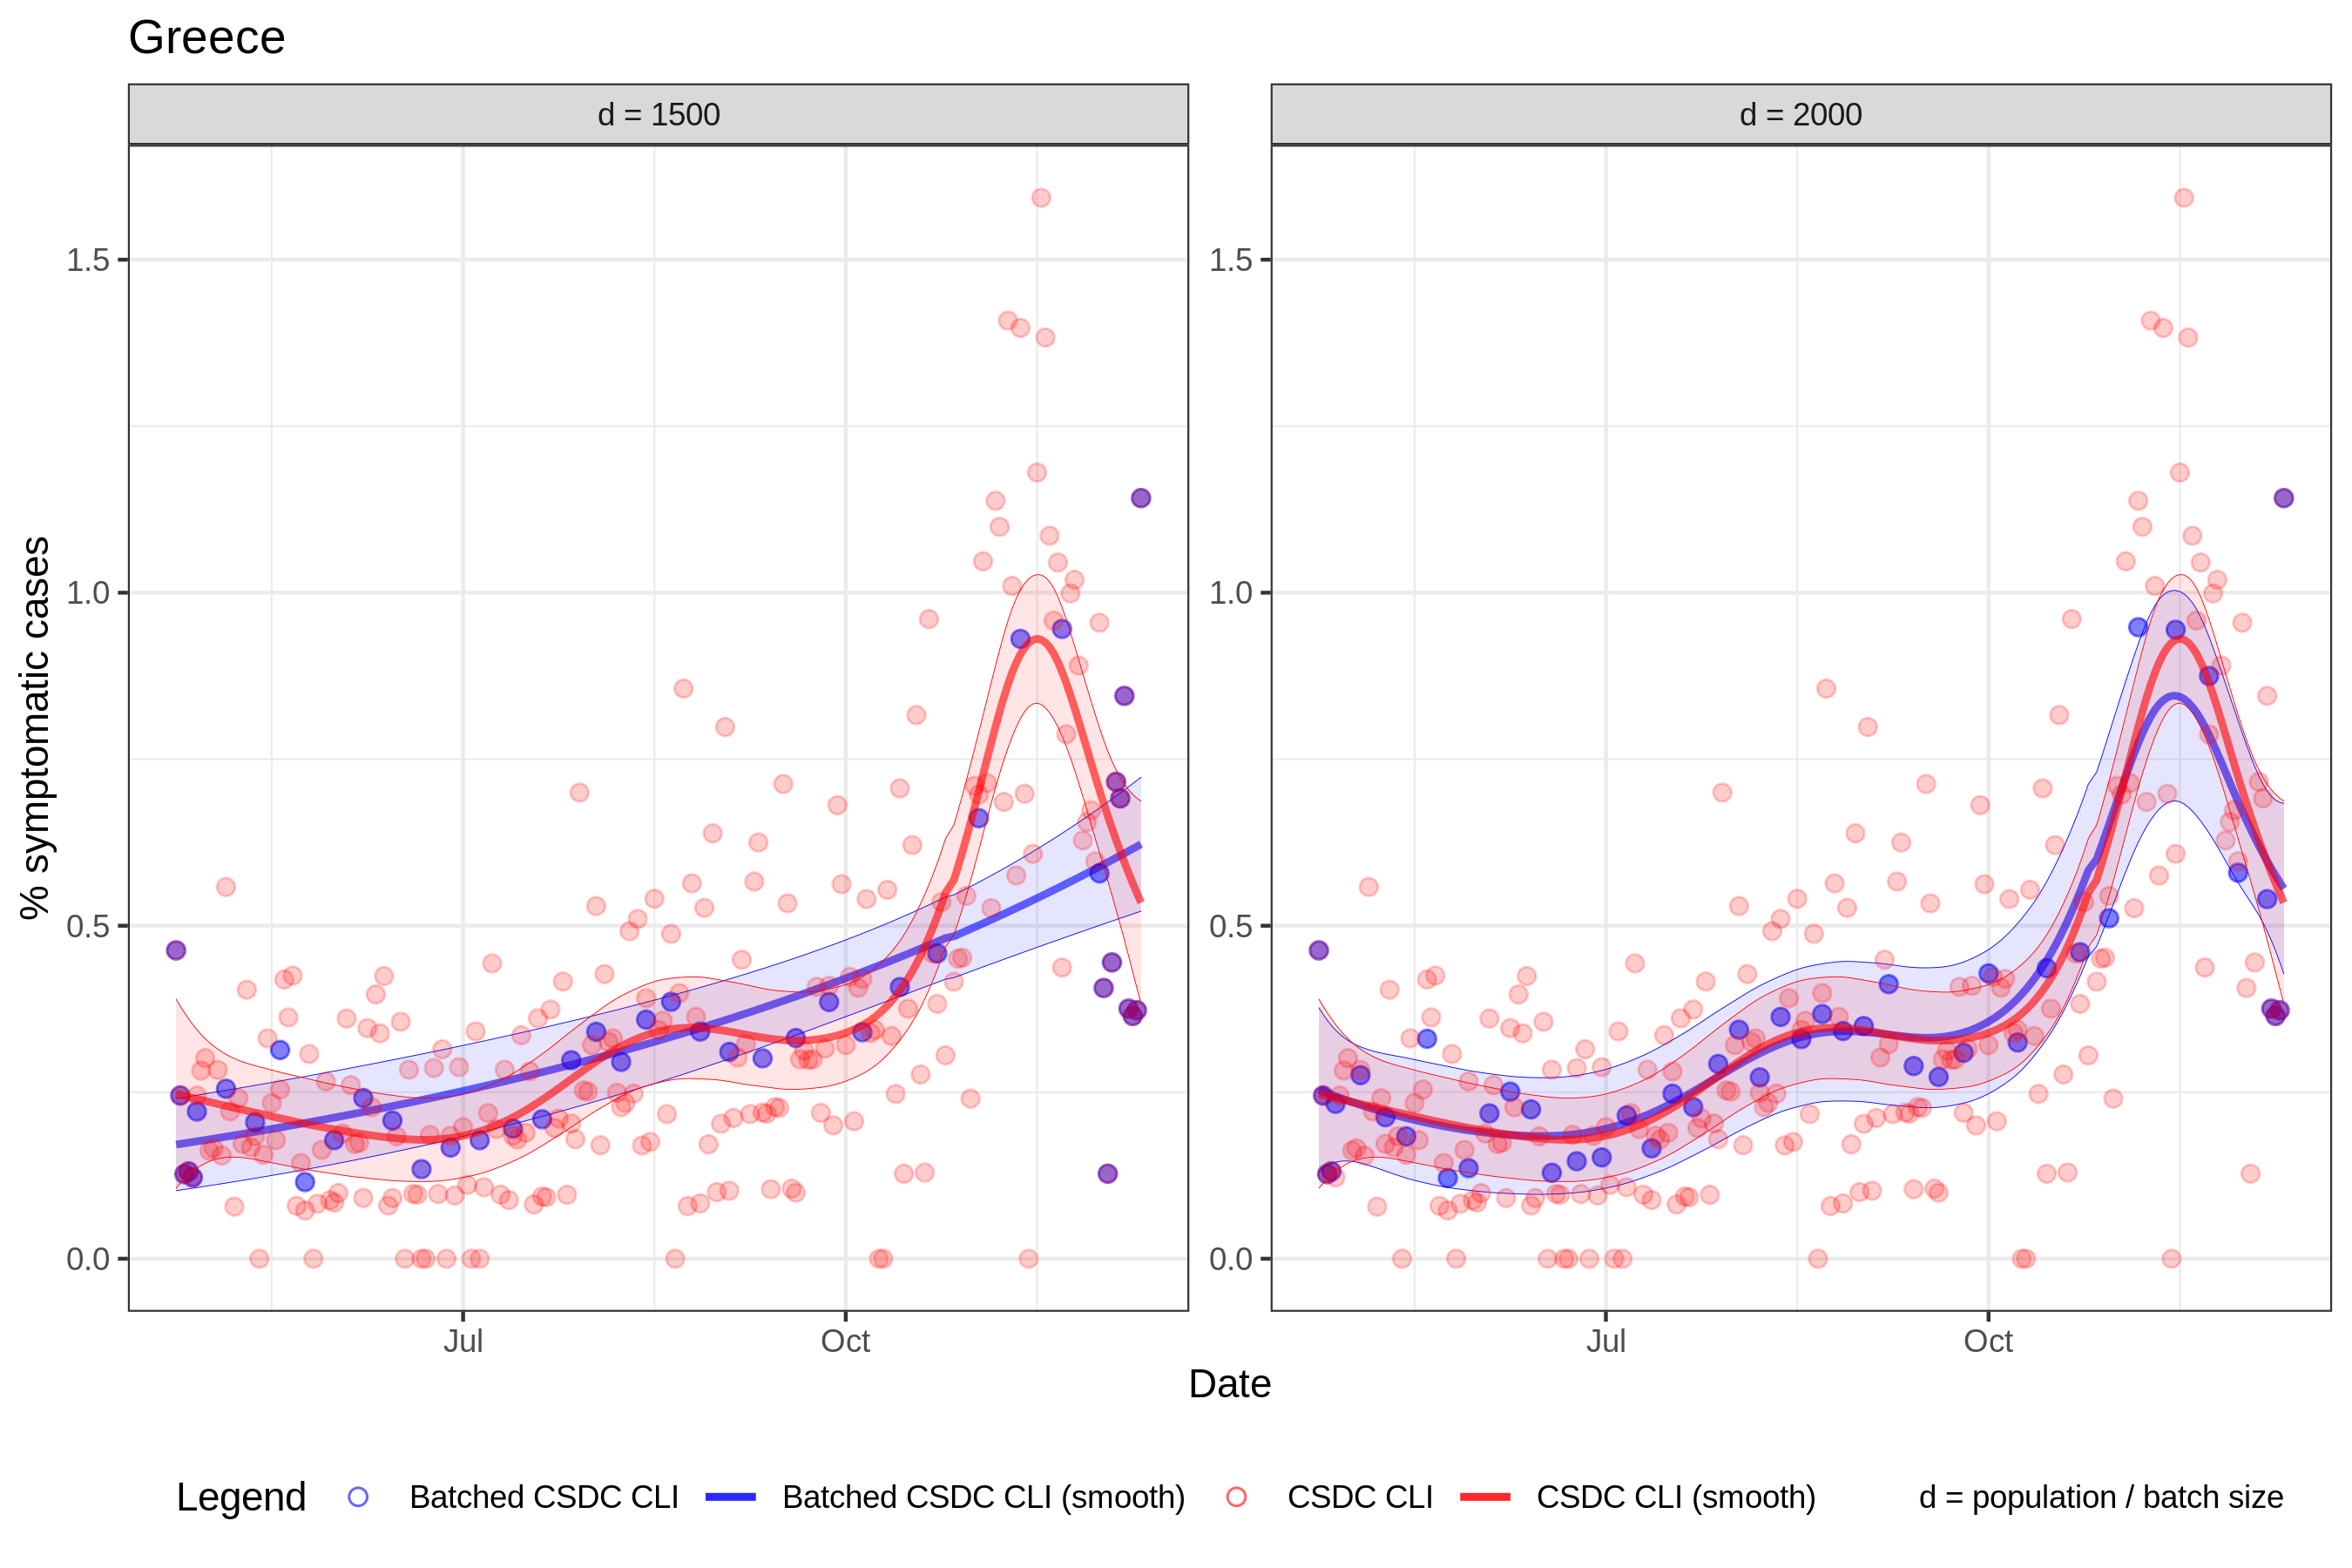 Greece
d = 1500
d = 2000
% symptomatic cases
1.5
1.0
0.5
0.0
1.5
1.0
0.5
0.0
Jul
Oct
Jul
Oct
Date
Legend
Batched CSDC CLI
Batched CSDC CLI (smooth)
CSDC CLI
CSDC CLI (smooth)
d = population / batch size